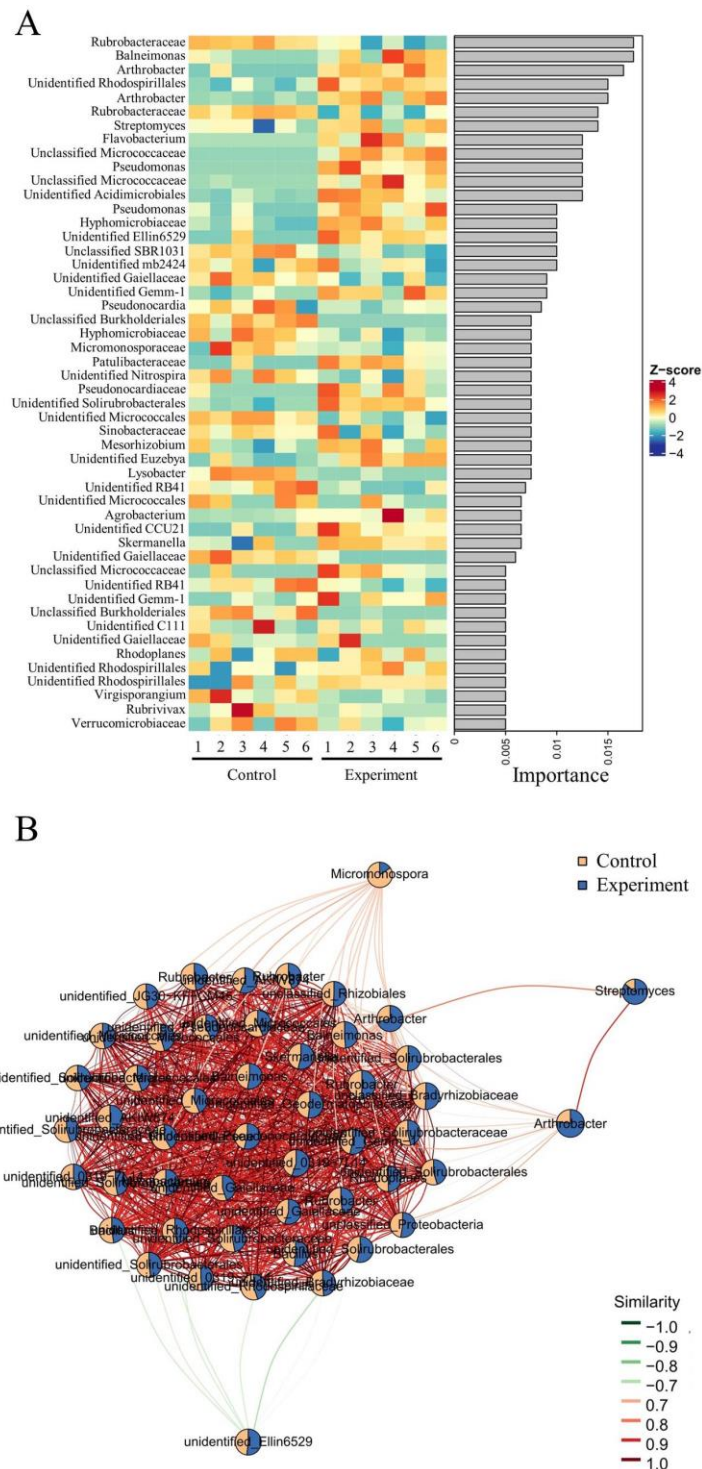 A
Rubrobacteraceae
Balneimonas
Arthrobacter
Unidentified Rhodospirillales
Arthrobacter
Rubrobacteraceae
Streptomyces
Flavobacterium
Unclassified Micrococcaceae
Pseudomonas
Unclassified Micrococcaceae
Unidentified Acidimicrobiales
Pseudomonas
Hyphomicrobiaceae
Unidentified Ellin6529
Unclassified SBR1031
Unidentified mb2424
Unidentified Gaiellaceae
Unidentified Gemm-1
Pseudonocardia
Unclassified Burkholderiales
Hyphomicrobiaceae
Micromonosporaceae
Patulibacteraceae
Unidentified Nitrospira
Pseudonocardiaceae
Unidentified Solirubrobacterales
Unidentified Micrococcales
Sinobacteraceae
Mesorhizobium
Unidentified Euzebya
Lysobacter
Unidentified RB41
Unidentified Micrococcales
Agrobacterium
Unidentified CCU21
Skermanella
Unidentified Gaiellaceae
Unclassified Micrococcaceae
Unidentified RB41
Unidentified Gemm-1
Unclassified Burkholderiales
Unidentified C111
Unidentified Gaiellaceae
Rhodoplanes
Unidentified Rhodospirillales
Unidentified Rhodospirillales
Virgisporangium
Rubrivivax
Verrucomicrobiaceae
1 2 3 4 5 6 1 2 3 4 5 6
Control Experiment
0 0.005 0.01 0.015
Importance
Z-score
4
2
0
−2
−4
B
Control
Experiment
Micromonospora
Rubrobacter
Rubrobacter
unclassified_Rhizobiales
Streptomyces
Arthrobacter
Balneimonas
Skermanella
Balneimonas
Rubrobacter
Arthrobacter
unidentified_Gaiellaceae
Rhodoplanes
Rubrobacter
unidentified_Gaiellaceae
unclassified_Proteobacteria
unidentified_Solirubrobacterales
unidentified_Ellin6529
Similarity
−1.0
−0.9
−0.8
−0.7
0.7
0.8
0.9
1.0